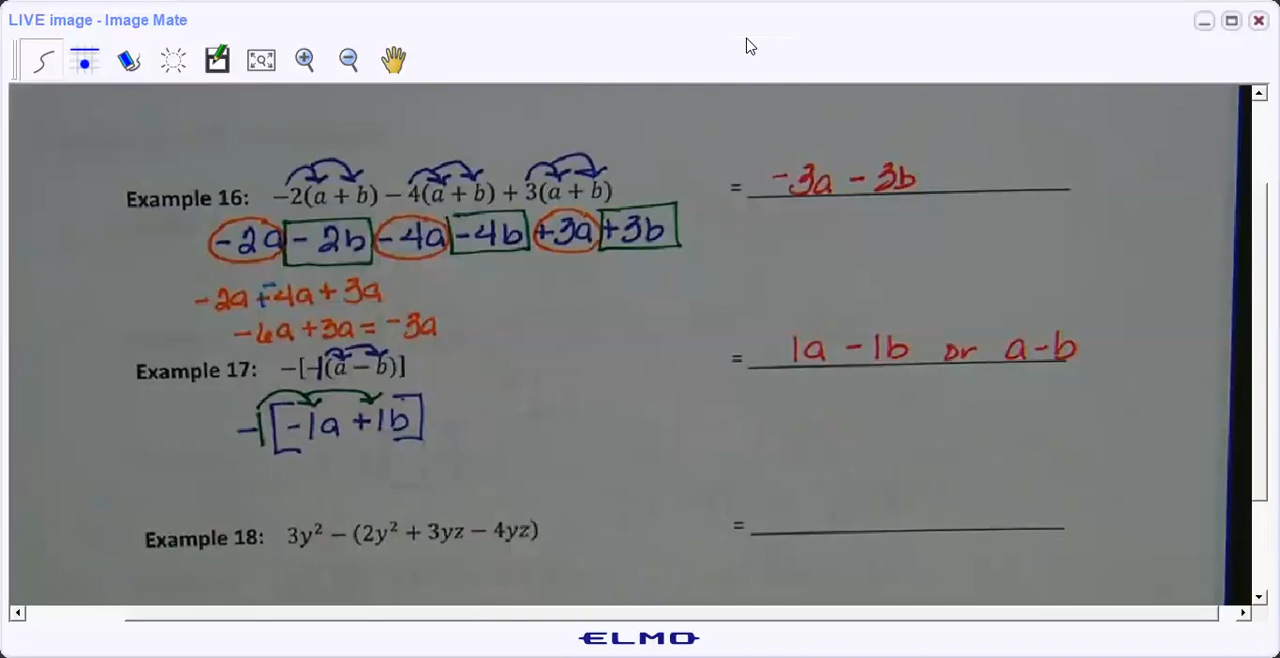 LIVE image - Image Mate
Example 16: −2(a + b) − 4(a + b) + 3(a + b) = -3a - 3b
-2a - 2b - 4a - 4b + 3a + 3b
-2a + -4a + 3a
-6a + 3a = -3a
Example 17: −[-1(a − b)] = 1a - 1b or a-b
-1[-1a + 1b]
Example 18: 3y² − (2y² + 3yz − 4yz) = 
ELMO